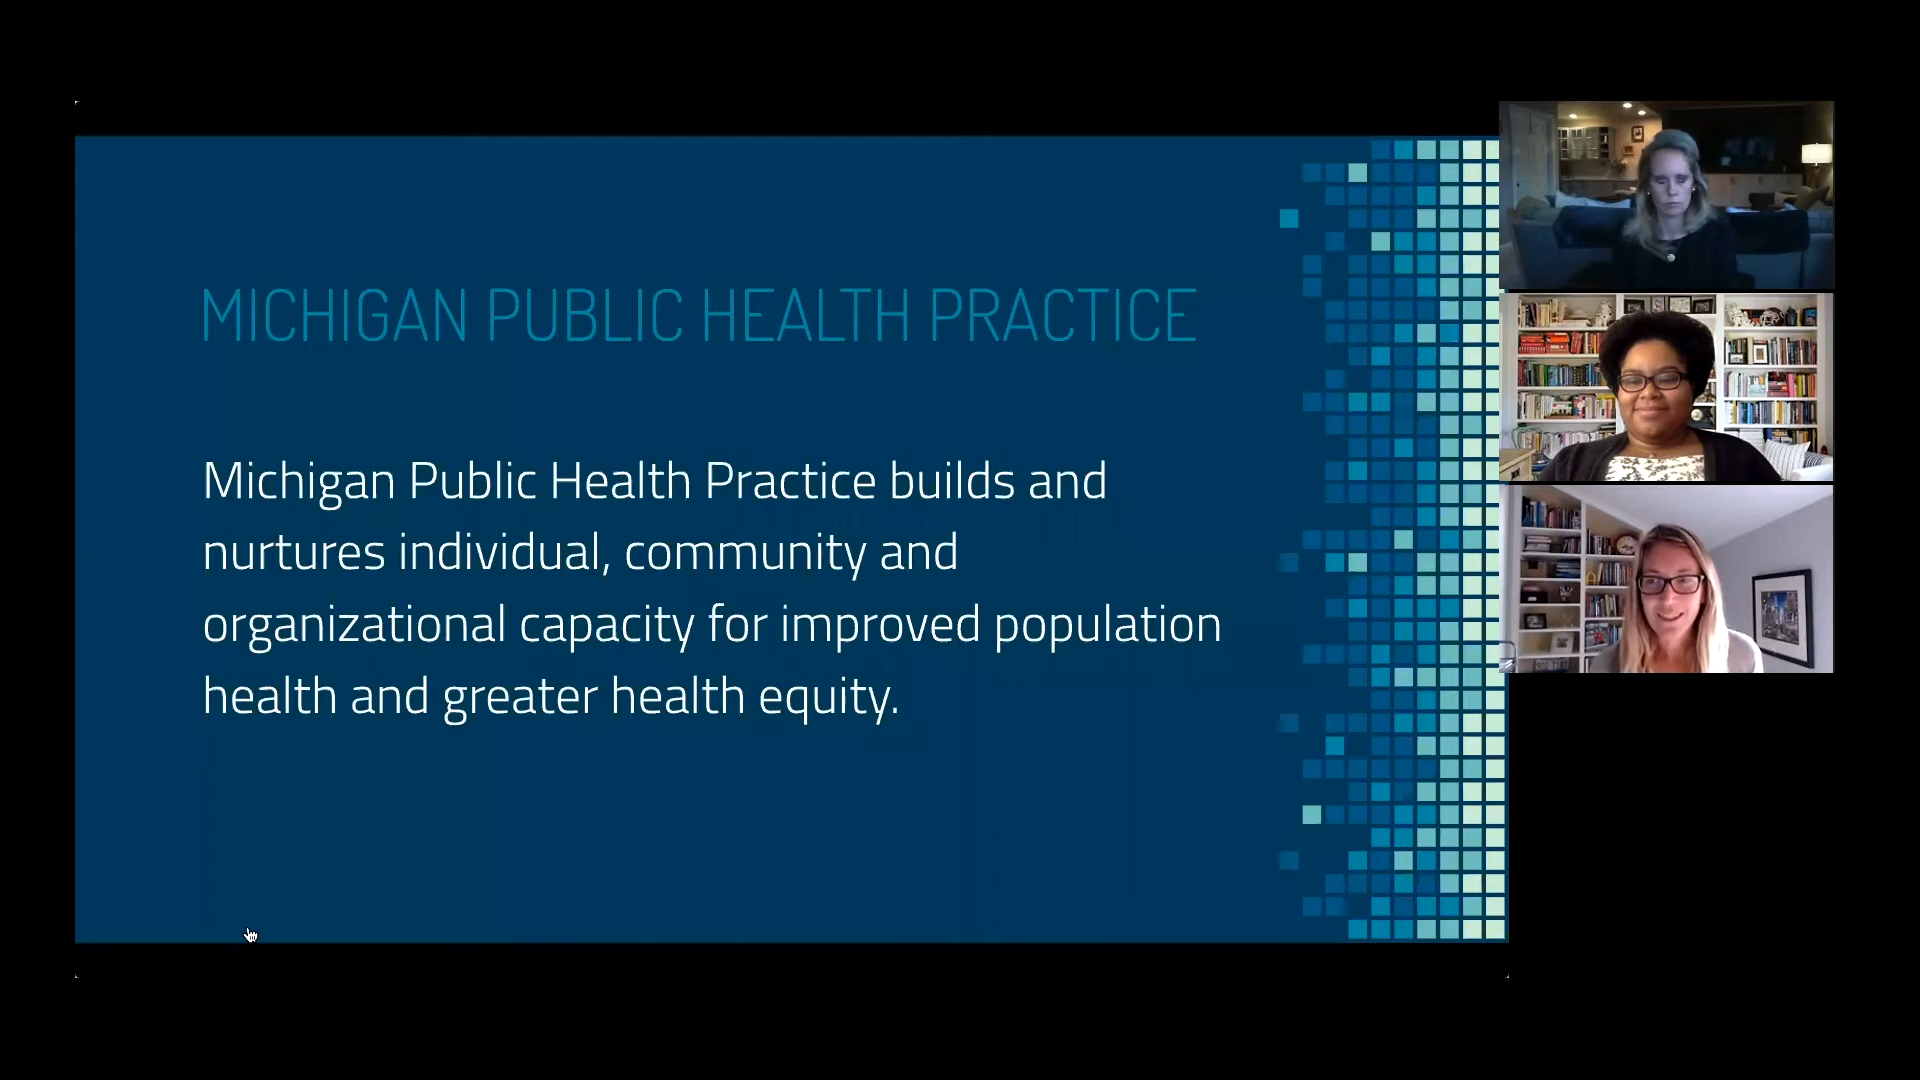 MICHIGAN PUBLIC HEALTH PRACTICE
Michigan Public Health Practice builds and
nurtures individual, community and
organizational capacity for improved population
health and greater health equity.